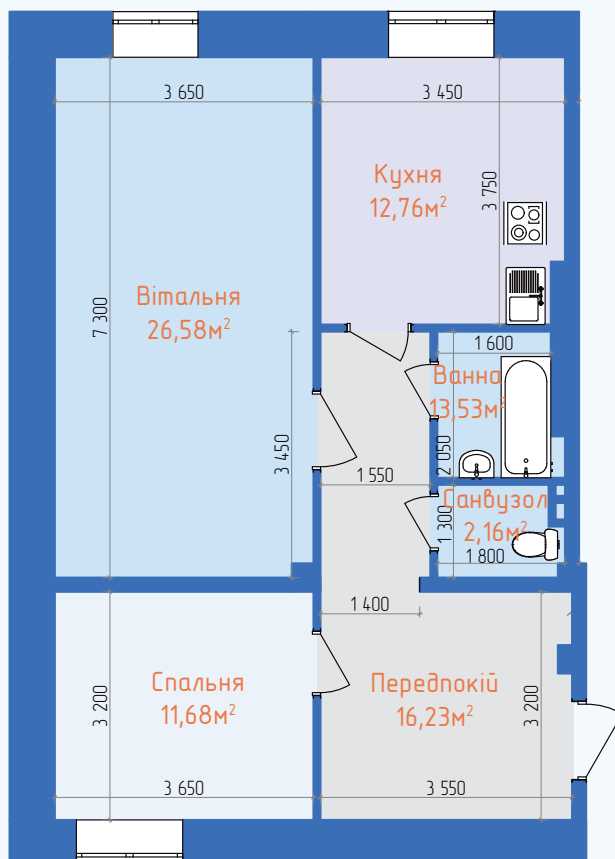 3 650
3 450
Кухня
12,76м²
3 750
Вітальня
26,58м²
7 300
1 600
Ванна
13,53м²
2 050
3 450
1 550
Санвузол
2,16м²
1 300
1 800
1 400
Спальня
11,68м²
Передпокій
16,23м²
3 200
3 200
3 650
3 550